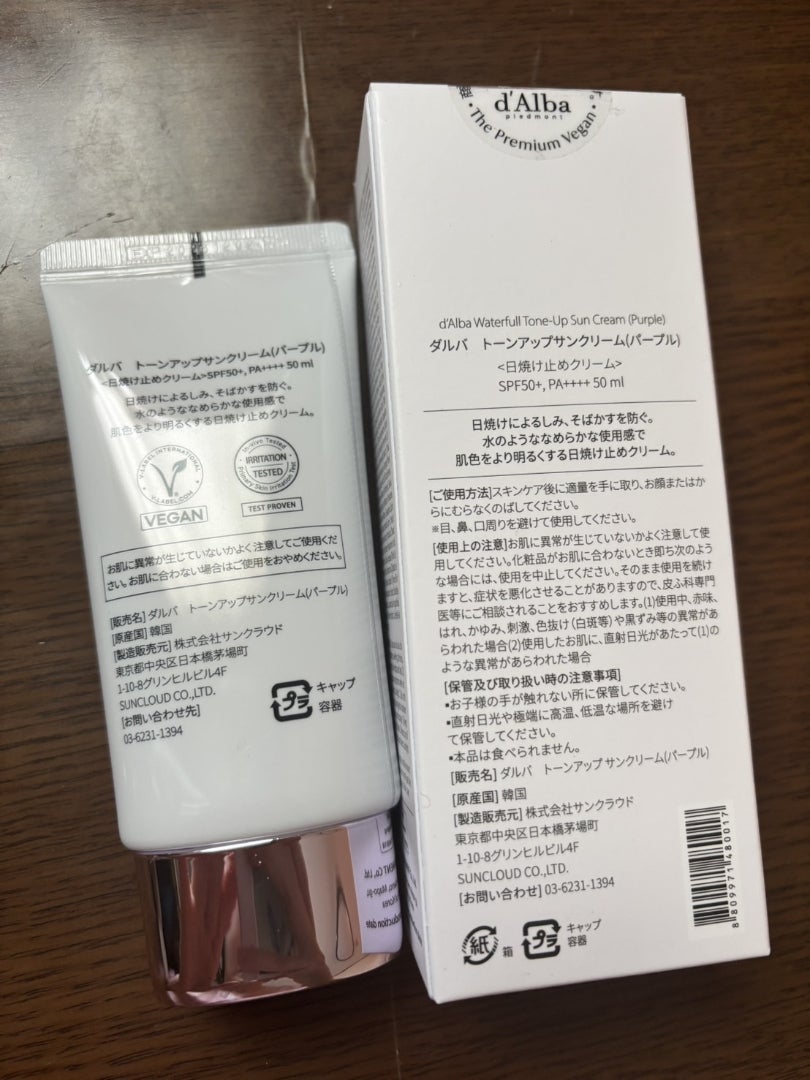 ダルバ トーンアップサンクリーム(パープル)
<日焼け止めクリーム>SPF50+, PA++++ 50 ml
日焼けによるしみ、そばかすを防ぐ。
水のようななめらかな使用感で
肌色をより明るくする日焼け止めクリーム。
V-LABEL INTERNATIONAL
V-LABEL.COM
VEGAN
In-vivo Tested
IRRITATION
TESTED
Primary Skin Irritation Test
TEST PROVEN
お肌に異常が生じていないかよく注意してご使用くだ
さい。お肌に合わない場合はご使用をおやめください。
[販売名] ダルバ トーンアップサンクリーム(パープル)
[原産国] 韓国
[製造販売元] 株式会社サンクラウド
東京都中央区日本橋茅場町
1-10-8グリンヒルビル4F
SUNCLOUD CO.,LTD.
[お問い合わせ先]
03-6231-1394
プラ
キャップ
容器
d'Alba
piedmont
The Premium Vegan
d'Alba Waterfull Tone-Up Sun Cream (Purple)
ダルバ トーンアップサンクリーム(パープル)
<日焼け止めクリーム>
SPF50+, PA++++ 50 ml
日焼けによるしみ、そばかすを防ぐ。
水のようななめらかな使用感で
肌色をより明るくする日焼け止めクリーム。
[ご使用方法]スキンケア後に適量を手に取り、お顔またはか
らにむらなくのばしてください。
※目、鼻、口周りを避けて使用してください。
[使用上の注意]お肌に異常が生じていないかよく注意して使
用してください。化粧品がお肌に合わないとき即ち次のよう
な場合には、使用を中止してください。そのまま使用を続け
ますと、症状を悪化させることがありますので、皮ふ科専門
医等にご相談されることをおすすめします。(1)使用中、赤味、
はれ、かゆみ、刺激、色抜け(白斑等)や黒ずみ等の異常があ
らわれた場合(2)使用したお肌に、直射日光があたって(1)の
ような異常があらわれた場合
[保管及び取り扱い時の注意事項]
▪お子様の手が触れない所に保管してください。
▪直射日光や極端に高温、低温な場所を避け
て保管してください。
▪本品は食べられません。
[販売名] ダルバ トーンアップ サンクリーム(パープル)
[原産国] 韓国
[製造販売元] 株式会社サンクラウド
東京都中央区日本橋茅場町
1-10-8グリンヒルビル4F
SUNCLOUD CO.,LTD.
[お問い合わせ] 03-6231-1394
紙
箱
プラ
キャップ
容器
8809971480017